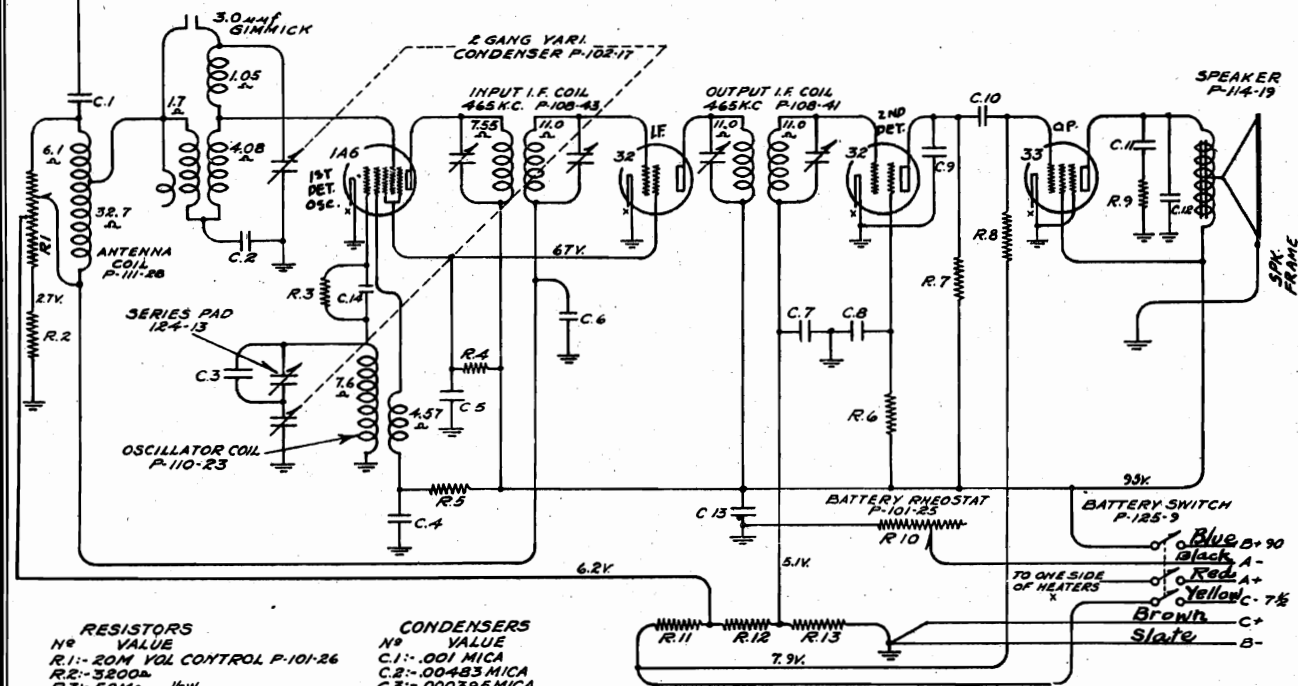 3.0 μμf
GIMMICK
2 GANG VARI.
CONDENSER P-102-17
SPEAKER
P-114-19
C.1
1.05
Ω
1.7
Ω
4.08
Ω
6.1
Ω
R1
32.7
Ω
ANTENNA
COIL
P-111-28
C.2
2.7V.
R.2
INPUT I.F. COIL
465 K.C. P-108-43
7.55
Ω
11.0
Ω
OUTPUT I.F. COIL
465 K.C. P-108-41
11.0
Ω
11.0
Ω
1A6
1ST
DET.
OSC.
x
I.F.
32
x
2ND
DET.
32
x
C.9
C.10
O.P.
33
x
C.11
R.9
C.12
SPK.
FRAME
67V.
R.3
C.14
C.6
R.7
R.8
C.7
C.8
R.4
C5
R.6
SERIES PAD
124-13
C.3
7.6
Ω
4.57
Ω
OSCILLATOR COIL
P-110-23
R.5
C.4
C 13
BATTERY RHEOSTAT
P-101-25
R 10
93V.
BATTERY SWITCH
P-125-9
Blue B+ 90
Black A-
TO ONE SIDE
OF HEATERS
x
Red A+
Yellow C- 7½
Brown C+
Slate B-
6.2V.
5.1V.
R.11
R.12
R.13
7.9V.
RESISTORS
Nº VALUE
R.1:- 20M VOL CONTROL P-101-26
R.2:- 3200Ω
CONDENSERS
Nº VALUE
C.1:- .001 MICA
C.2:- .00483 MICA